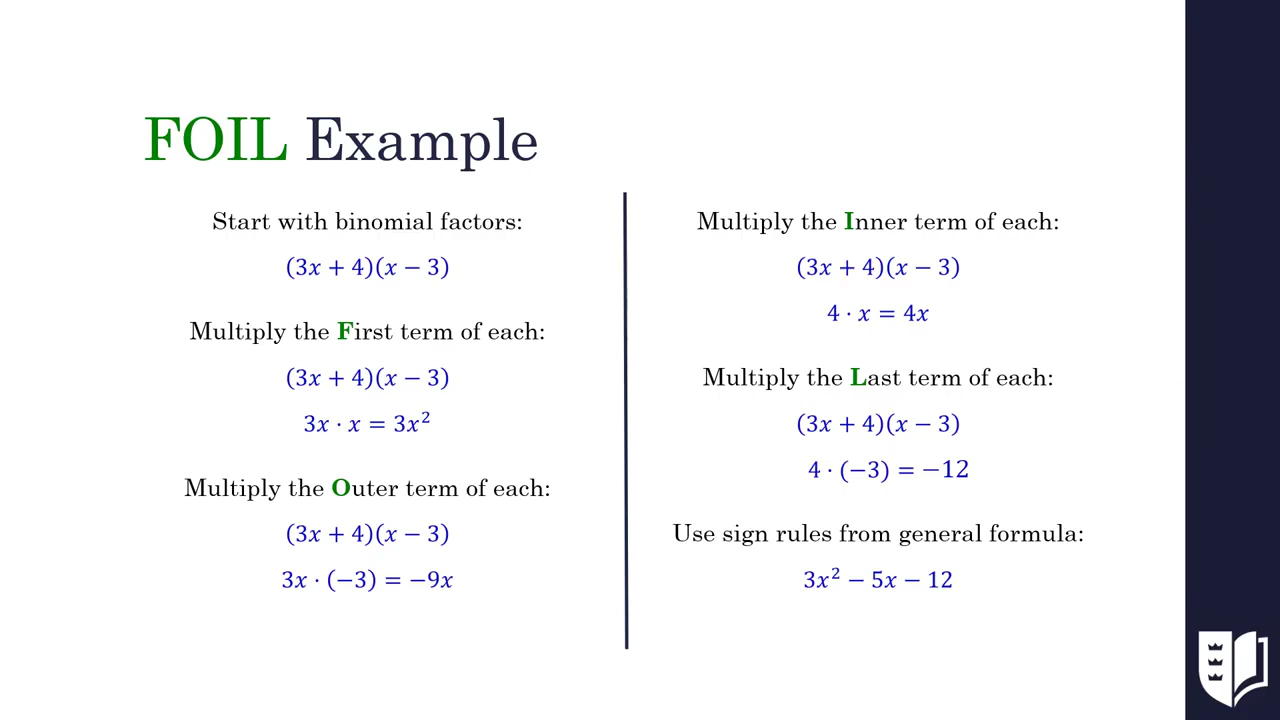 FOIL Example
Start with binomial factors:
(3x + 4)(x − 3)
Multiply the First term of each:
(3x + 4)(x − 3)
3x · x = 3x²
Multiply the Outer term of each:
(3x + 4)(x − 3)
3x · (−3) = −9x
Multiply the Inner term of each:
(3x + 4)(x − 3)
4 · x = 4x
Multiply the Last term of each:
(3x + 4)(x − 3)
4 · (−3) = −12
Use sign rules from general formula:
3x² − 5x − 12